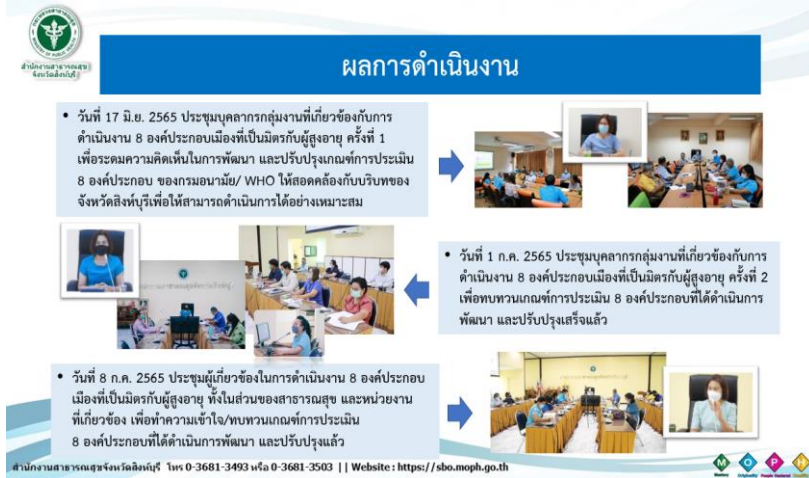 สำนักงานสาธารณสุข
จังหวัดสิงห์บุรี
ผลการดำเนินงาน
• วันที่ 17 มิ.ย. 2565 ประชุมบุคลากรกลุ่มงานที่เกี่ยวข้องกับการ
ดำเนินงาน 8 องค์ประกอบเมืองที่เป็นมิตรกับผู้สูงอายุ ครั้งที่ 1
เพื่อระดมความคิดเห็นในการพัฒนา และปรับปรุงเกณฑ์การประเมิน
8 องค์ประกอบ ของกรมอนามัย/ WHO ให้สอดคล้องกับบริบทของ
จังหวัดสิงห์บุรีเพื่อให้สามารถดำเนินการได้อย่างเหมาะสม
• วันที่ 1 ก.ค. 2565 ประชุมบุคลากรกลุ่มงานที่เกี่ยวข้องกับการ
ดำเนินงาน 8 องค์ประกอบเมืองที่เป็นมิตรกับผู้สูงอายุ ครั้งที่ 2
เพื่อทบทวนเกณฑ์การประเมิน 8 องค์ประกอบที่ได้ดำเนินการ
พัฒนา และปรับปรุงเสร็จแล้ว
• วันที่ 8 ก.ค. 2565 ประชุมผู้เกี่ยวข้องในการดำเนินงาน 8 องค์ประกอบ
เมืองที่เป็นมิตรกับผู้สูงอายุ ทั้งในส่วนของสาธารณสุข และหน่วยงาน
ที่เกี่ยวข้อง เพื่อทำความเข้าใจ/ทบทวนเกณฑ์การประเมิน
8 องค์ประกอบที่ได้ดำเนินการพัฒนา และปรับปรุงแล้ว
สำนักงานสาธารณสุขจังหวัดสิงห์บุรี โทร 0-3681-3493 หรือ 0-3681-3503 || Website : https://sbo.moph.go.th
M O P H